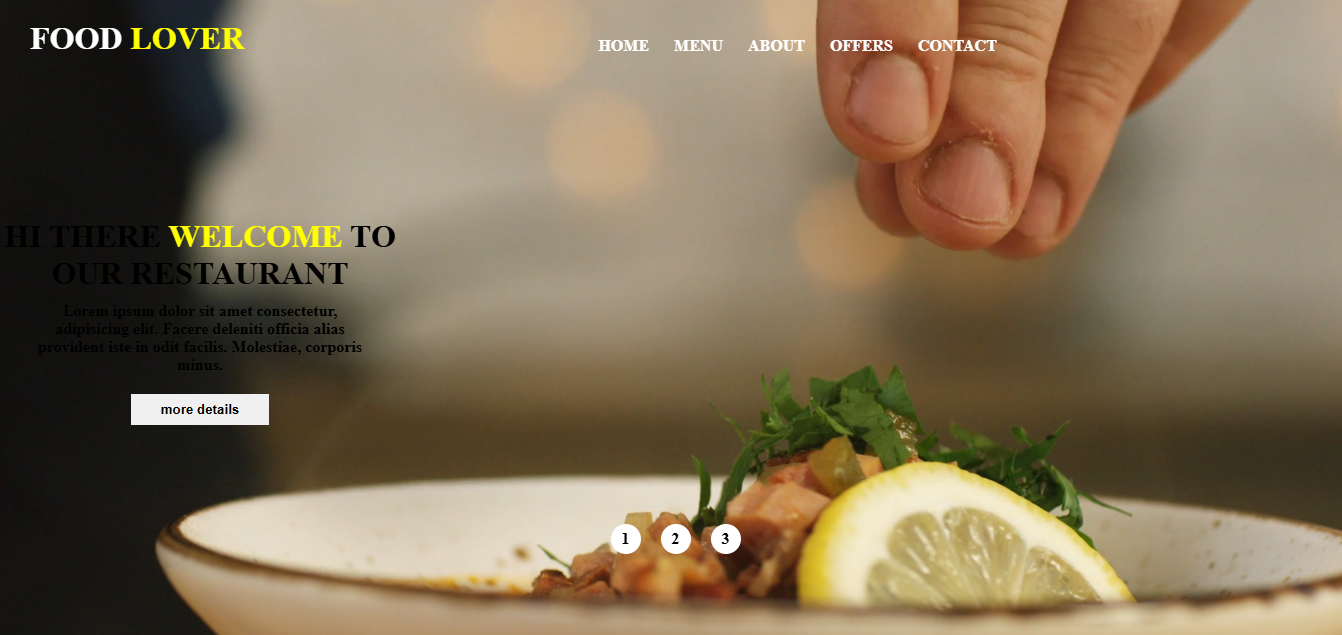 FOOD LOVER
HOME MENU ABOUT OFFERS CONTACT
HI THERE WELCOME TO
OUR RESTAURANT
Lorem ipsum dolor sit amet consectetur,
adipisicing elit. Facere deleniti officia alias
provident iste in odit facilis. Molestiae, corporis
minus.
more details
1 2 3